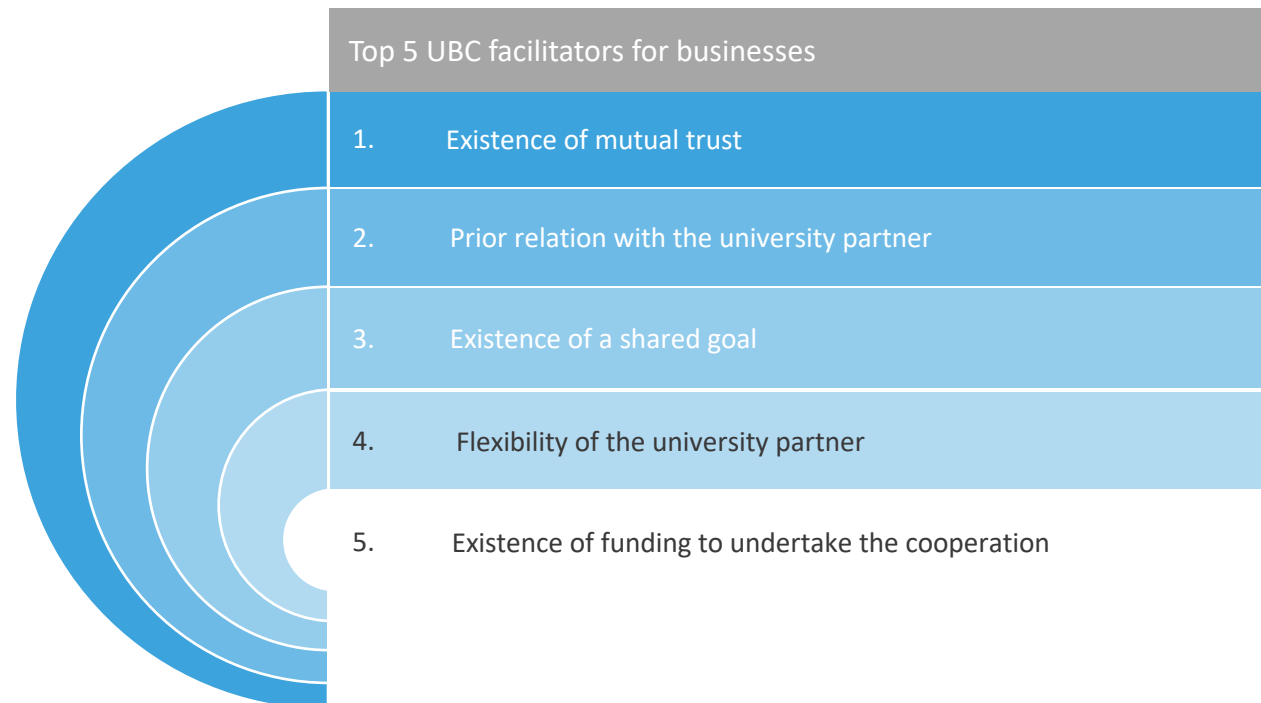 Top 5 UBC facilitators for businesses
1. Existence of mutual trust
2. Prior relation with the university partner
3. Existence of a shared goal
4. Flexibility of the university partner
5. Existence of funding to undertake the cooperation